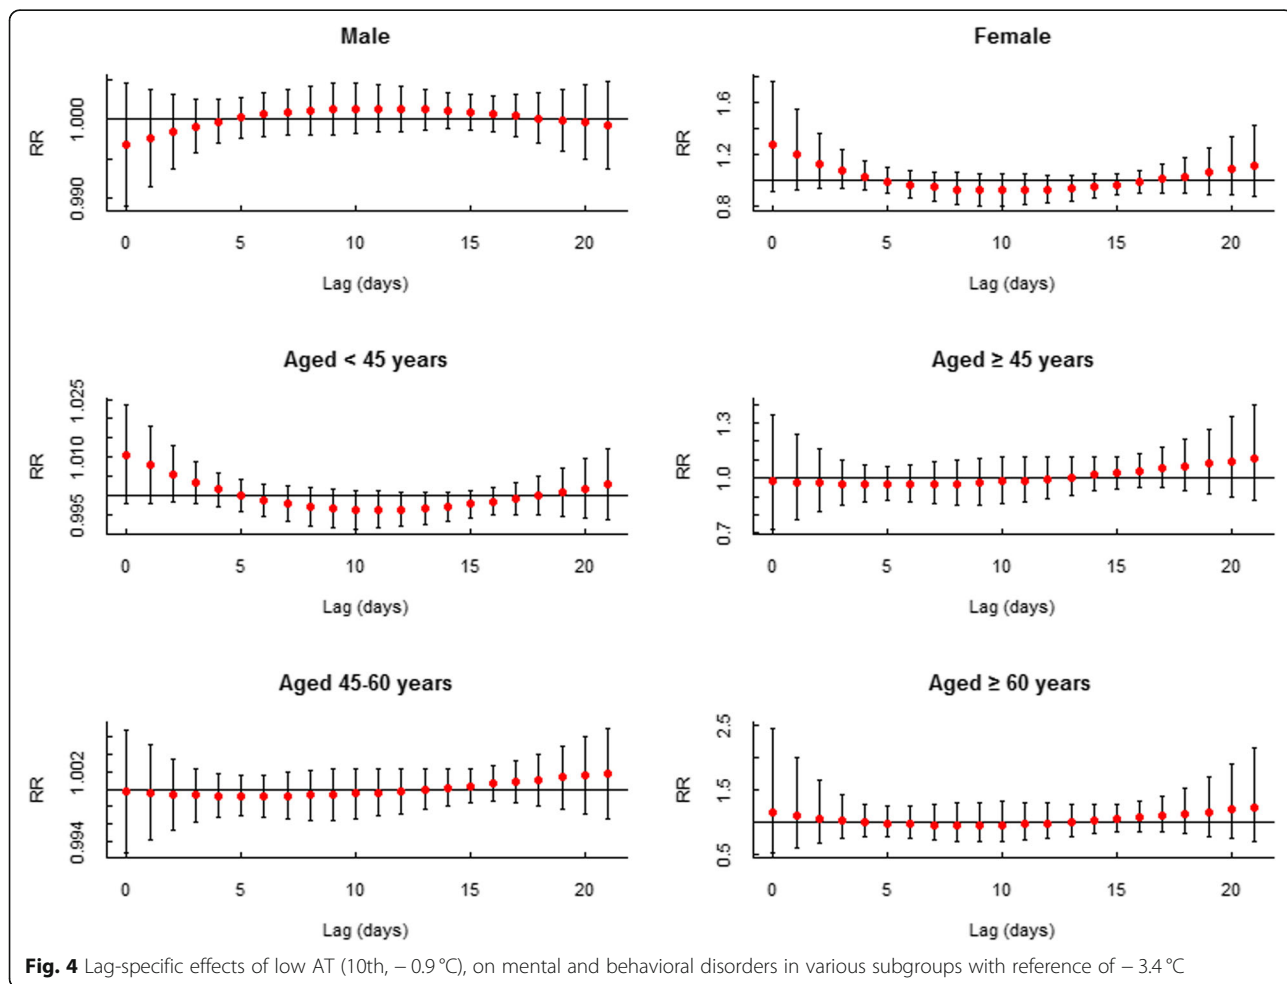 Male
RR
1.000
0.990
0 5 10 15 20
Lag (days)
Female
RR
1.6
1.2
0.8
0 5 10 15 20
Lag (days)
Aged < 45 years
RR
1.025
1.010
0.995
0 5 10 15 20
Lag (days)
Aged ≥ 45 years
RR
1.3
1.0
0.7
0 5 10 15 20
Lag (days)
Aged 45-60 years
RR
1.002
0.994
0 5 10 15 20
Lag (days)
Aged ≥ 60 years
RR
2.5
1.5
0.5
0 5 10 15 20
Lag (days)
Fig. 4 Lag-specific effects of low AT (10th, − 0.9 °C), on mental and behavioral disorders in various subgroups with reference of − 3.4 °C